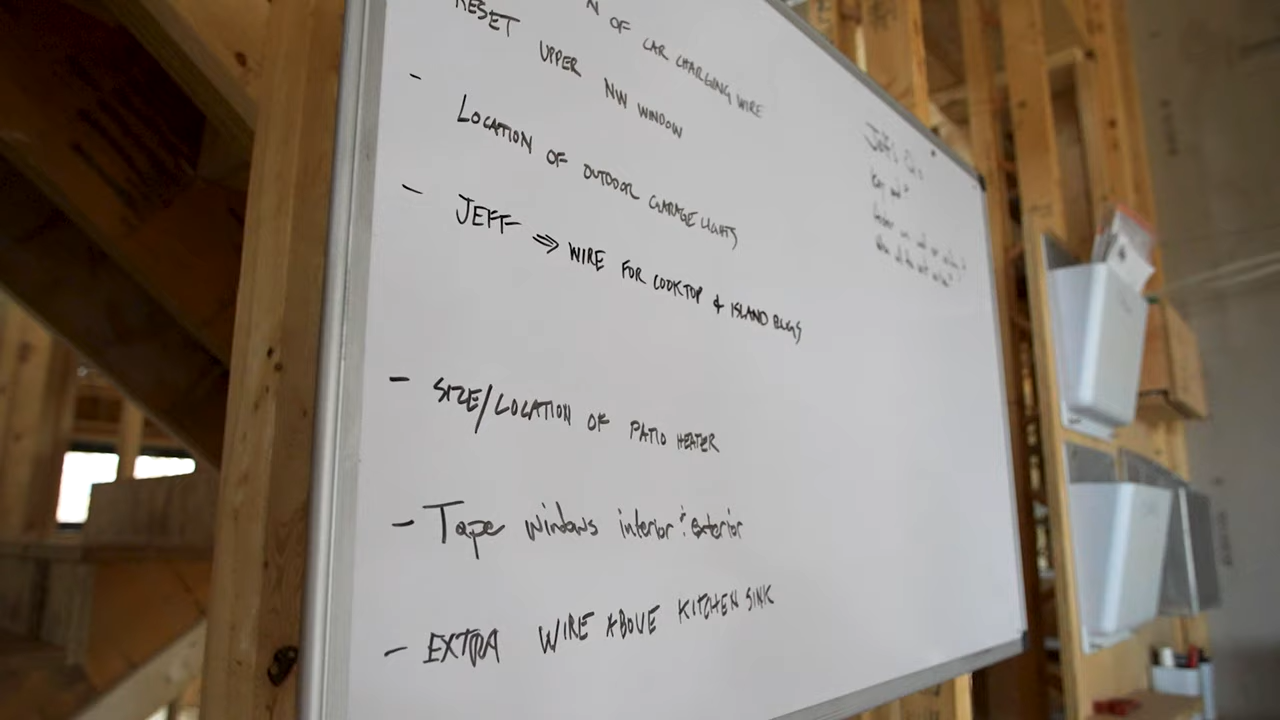 N OF CAR CHARGING WIRE
RESET UPPER NW WINDOW
- LOCATION OF OUTDOOR GARAGE LIGHTS
- JEFF ⇒ WIRE FOR COOKTOP & ISLAND PLUGS
- SIZE/LOCATION OF PATIO HEATER
- Tape windows interior & exterior
- EXTRA WIRE ABOVE KITCHEN SINK
Jeff's Q's